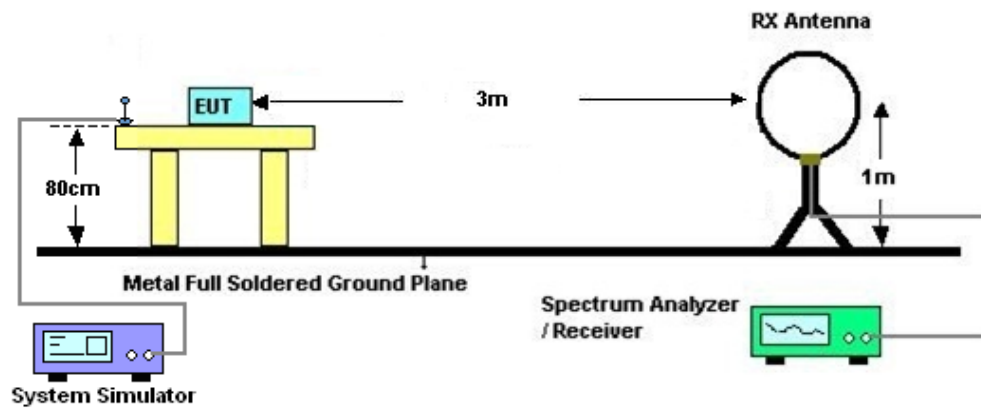 RX Antenna
EUT
3m
80cm
1m
Metal Full Soldered Ground Plane
Spectrum Analyzer
/ Receiver
System Simulator